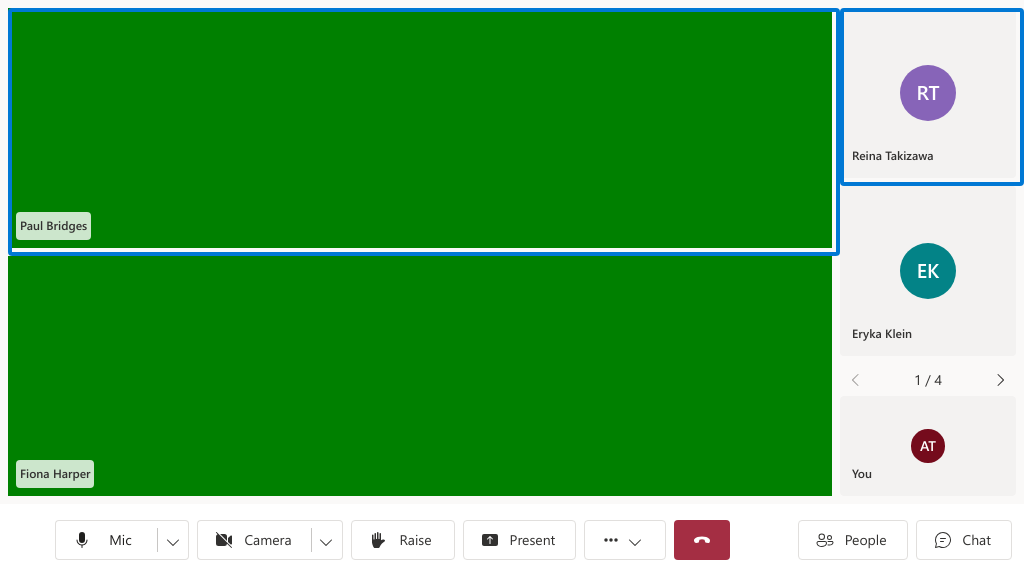 RT
Reina Takizawa
Paul Bridges
EK
Eryka Klein
1 / 4
AT
You
Fiona Harper
Mic
Camera
Raise
Present
People
Chat